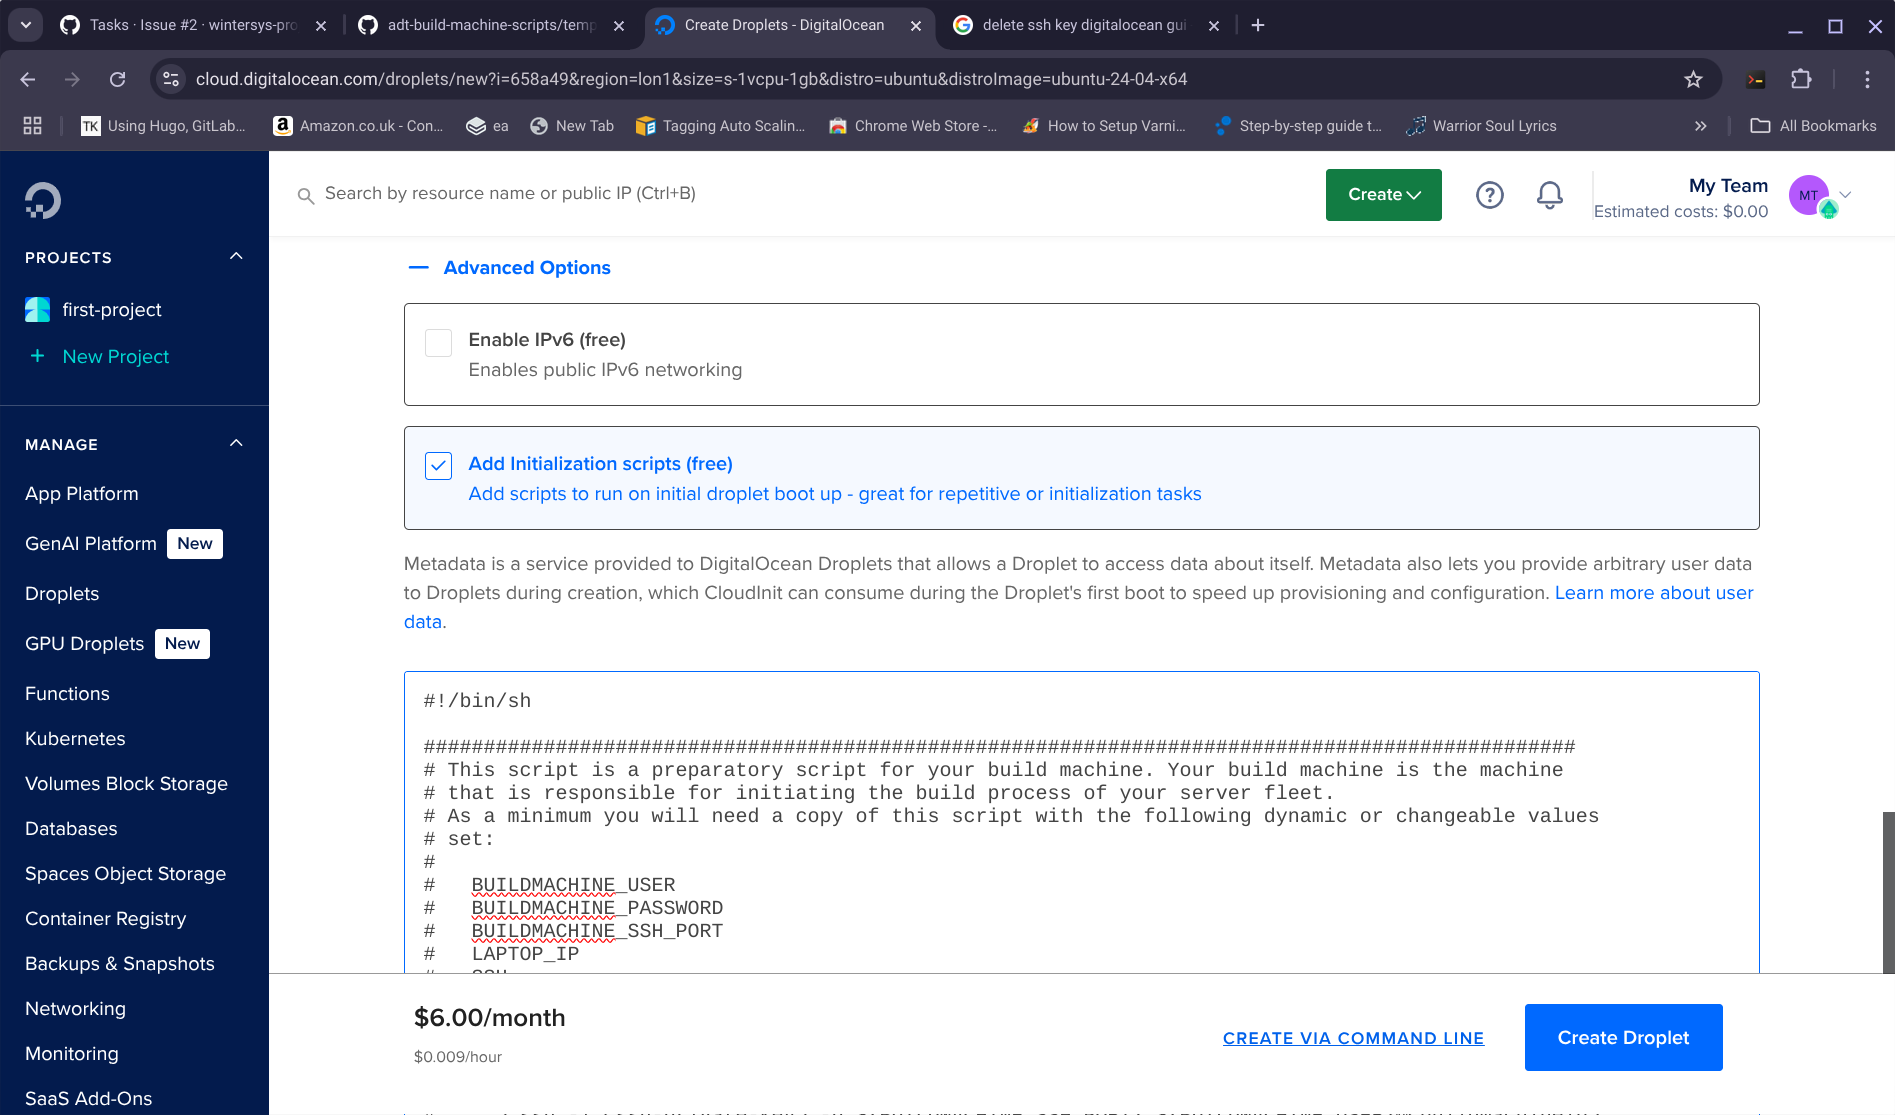 Tasks · Issue #2 · wintersys-pro
adt-build-machine-scripts/temp
Create Droplets - DigitalOcean
delete ssh key digitalocean gui
cloud.digitalocean.com/droplets/new?i=658a49&region=lon1&size=s-1vcpu-1gb&distro=ubuntu&distroImage=ubuntu-24-04-x64
TK Using Hugo, GitLab...
Amazon.co.uk - Con...
ea
New Tab
Tagging Auto Scalin...
Chrome Web Store -...
How to Setup Varni...
Step-by-step guide t...
Warrior Soul Lyrics
All Bookmarks
Search by resource name or public IP (Ctrl+B)
Create
My Team
Estimated costs: $0.00
MT
PROJECTS
first-project
New Project
MANAGE
App Platform
GenAI Platform New
Droplets
GPU Droplets New
Functions
Kubernetes
Volumes Block Storage
Databases
Spaces Object Storage
Container Registry
Backups & Snapshots
Networking
Monitoring
SaaS Add-Ons
Advanced Options
Enable IPv6 (free)
Enables public IPv6 networking
Add Initialization scripts (free)
Add scripts to run on initial droplet boot up - great for repetitive or initialization tasks
Metadata is a service provided to DigitalOcean Droplets that allows a Droplet to access data about itself. Metadata also lets you provide arbitrary user data
to Droplets during creation, which CloudInit can consume during the Droplet's first boot to speed up provisioning and configuration. Learn more about user
data.
#!/bin/sh
################################################################################################
# This script is a preparatory script for your build machine. Your build machine is the machine
# that is responsible for initiating the build process of your server fleet.
# As a minimum you will need a copy of this script with the following dynamic or changeable values
# set:
#
#   BUILDMACHINE_USER
#   BUILDMACHINE_PASSWORD
#   BUILDMACHINE_SSH_PORT
#   LAPTOP_IP
#   SSH
$6.00/month
$0.009/hour
CREATE VIA COMMAND LINE
Create Droplet